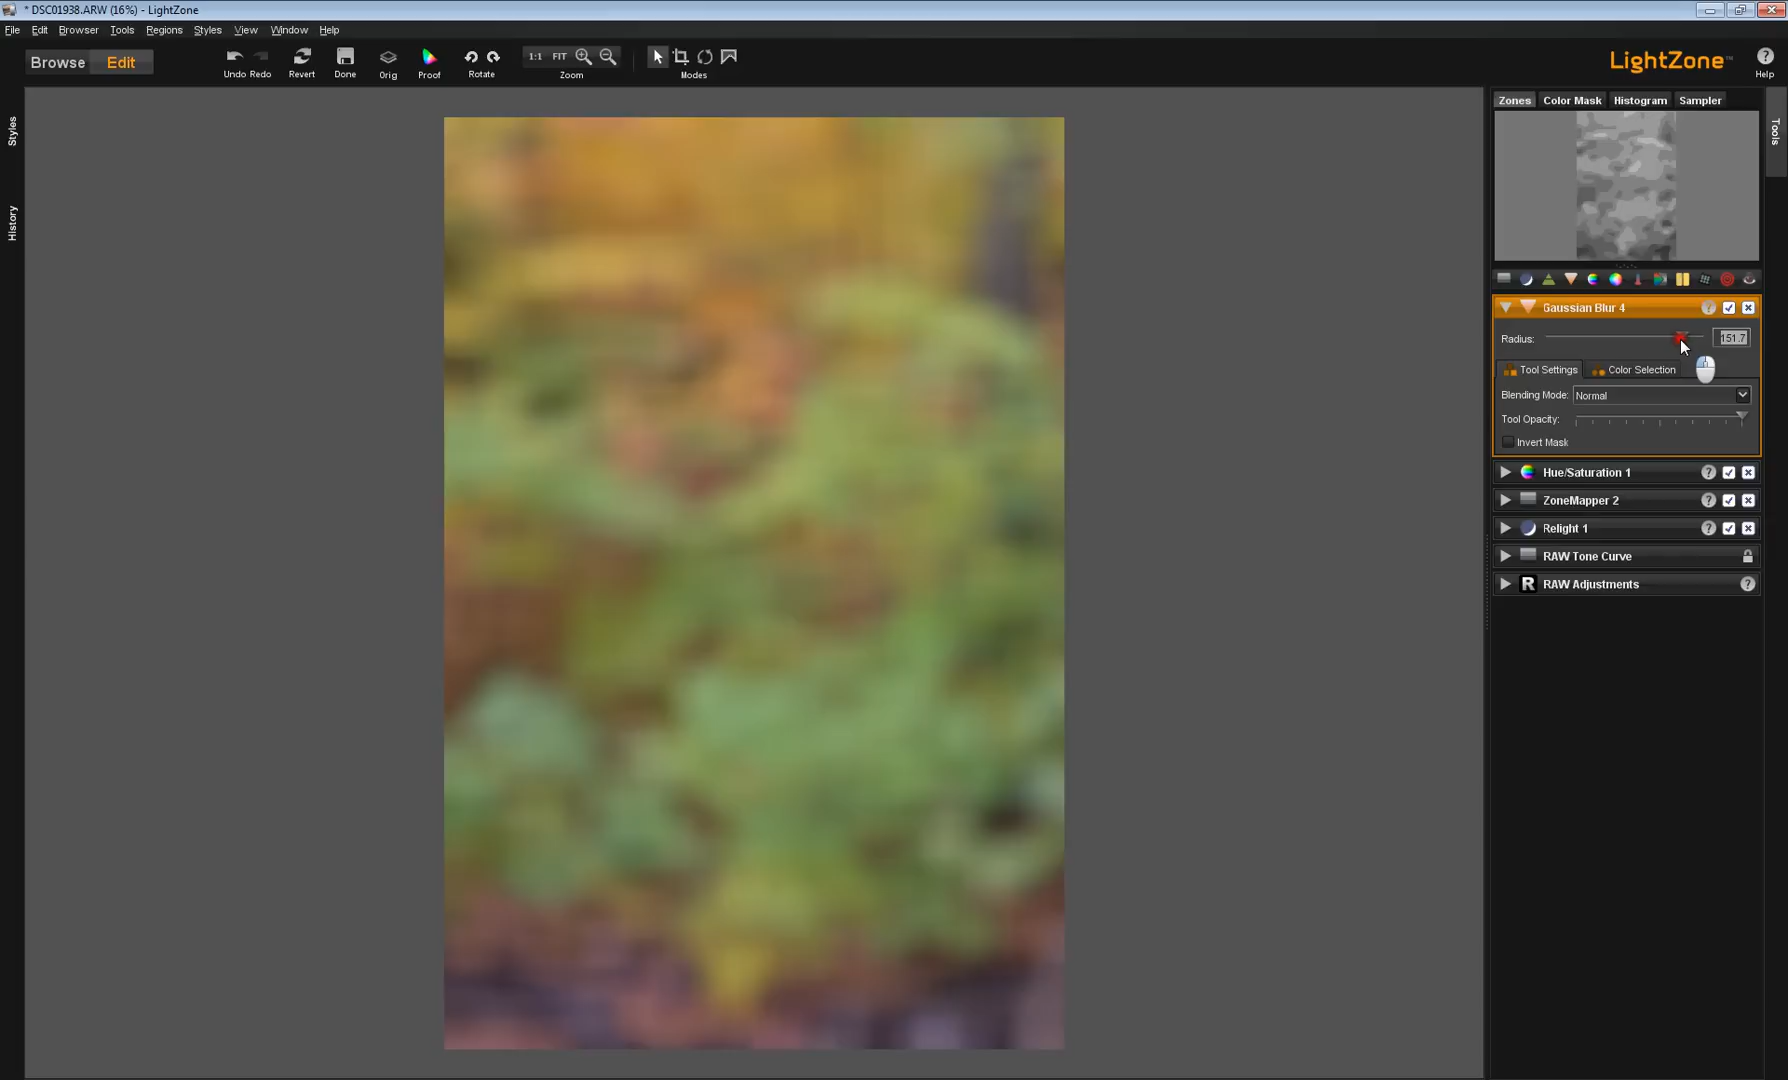 * DSC01938.ARW (16%) - LightZone
File Edit Browser Tools Regions Styles View Window Help
Browse Edit
Undo Redo Revert Done Orig Proof Rotate
1:1 FIT
Zoom
Modes
LightZone™
? Help
Styles
History
Tools
Zones Color Mask Histogram Sampler
Gaussian Blur 4 ?
Radius: 151.7
Tool Settings Color Selection
Blending Mode: Normal
Tool Opacity:
Invert Mask
Hue/Saturation 1 ?
ZoneMapper 2 ?
Relight 1 ?
RAW Tone Curve
R RAW Adjustments ?